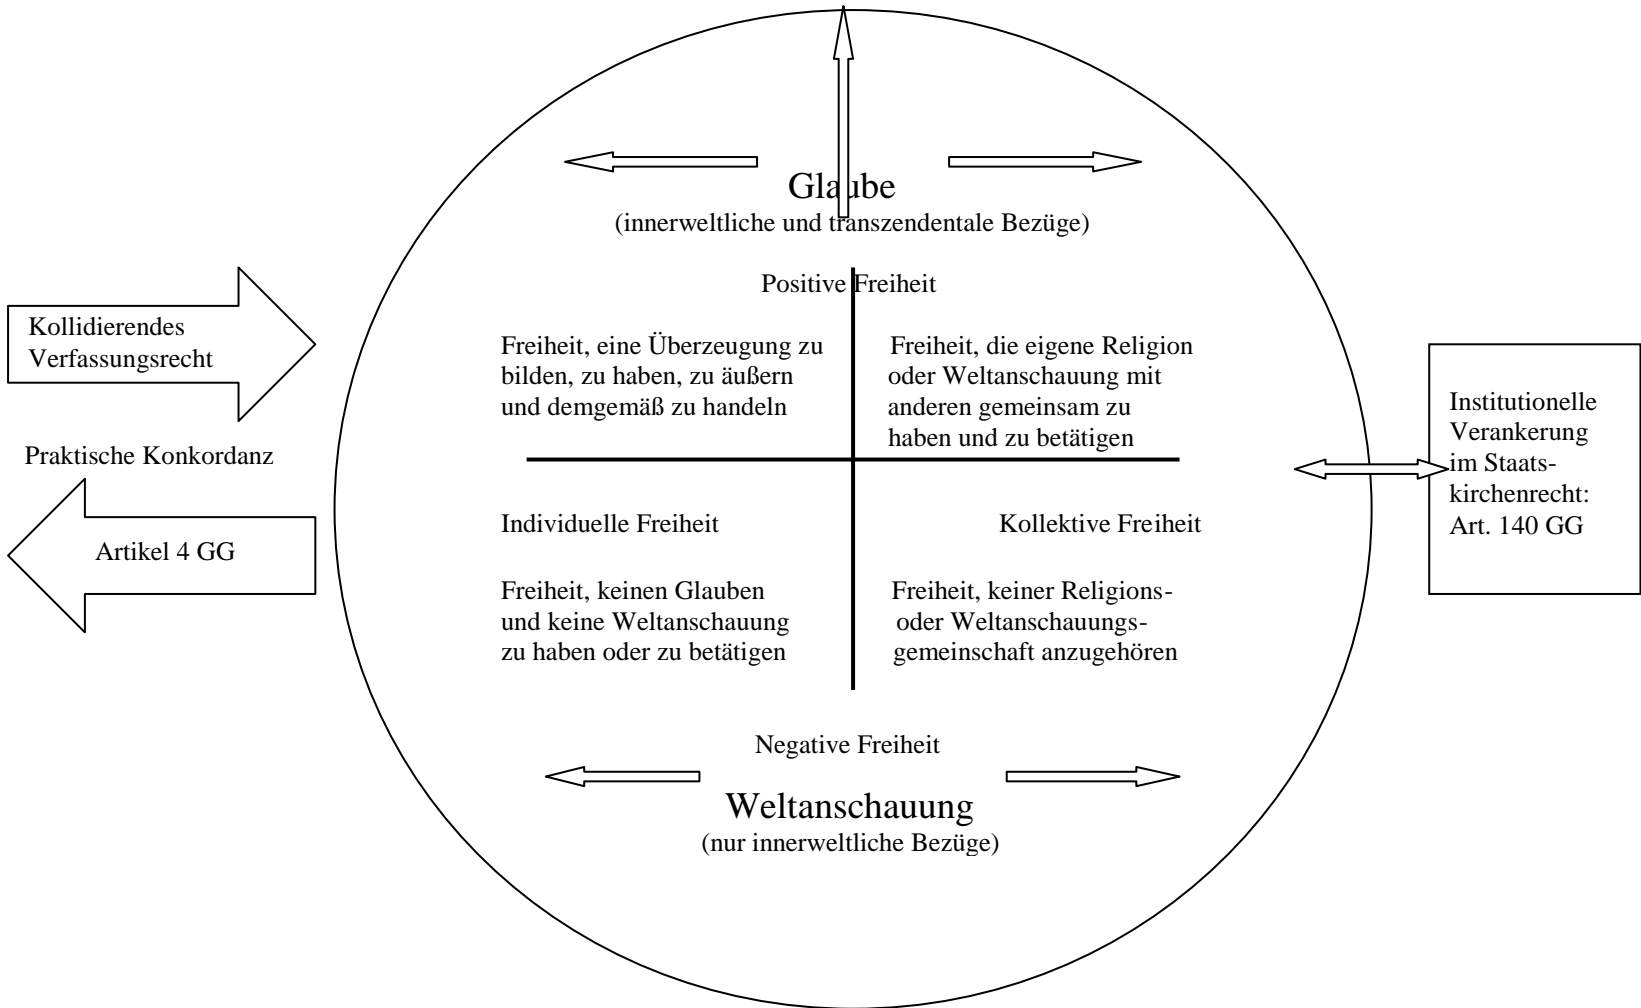 Glaube
(innerweltliche und transzendentale Bezüge)
Positive Freiheit
Kollidierendes
Verfassungsrecht
Praktische Konkordanz
Artikel 4 GG
Freiheit, eine Überzeugung zu
bilden, zu haben, zu äußern
und demgemäß zu handeln
Freiheit, die eigene Religion
oder Weltanschauung mit
anderen gemeinsam zu
haben und zu betätigen
Individuelle Freiheit
Kollektive Freiheit
Freiheit, keinen Glauben
und keine Weltanschauung
zu haben oder zu betätigen
Freiheit, keiner Religions-
oder Weltanschauungs-
gemeinschaft anzugehören
Negative Freiheit
Weltanschauung
(nur innerweltliche Bezüge)
Institutionelle
Verankerung
im Staats-
kirchenrecht:
Art. 140 GG